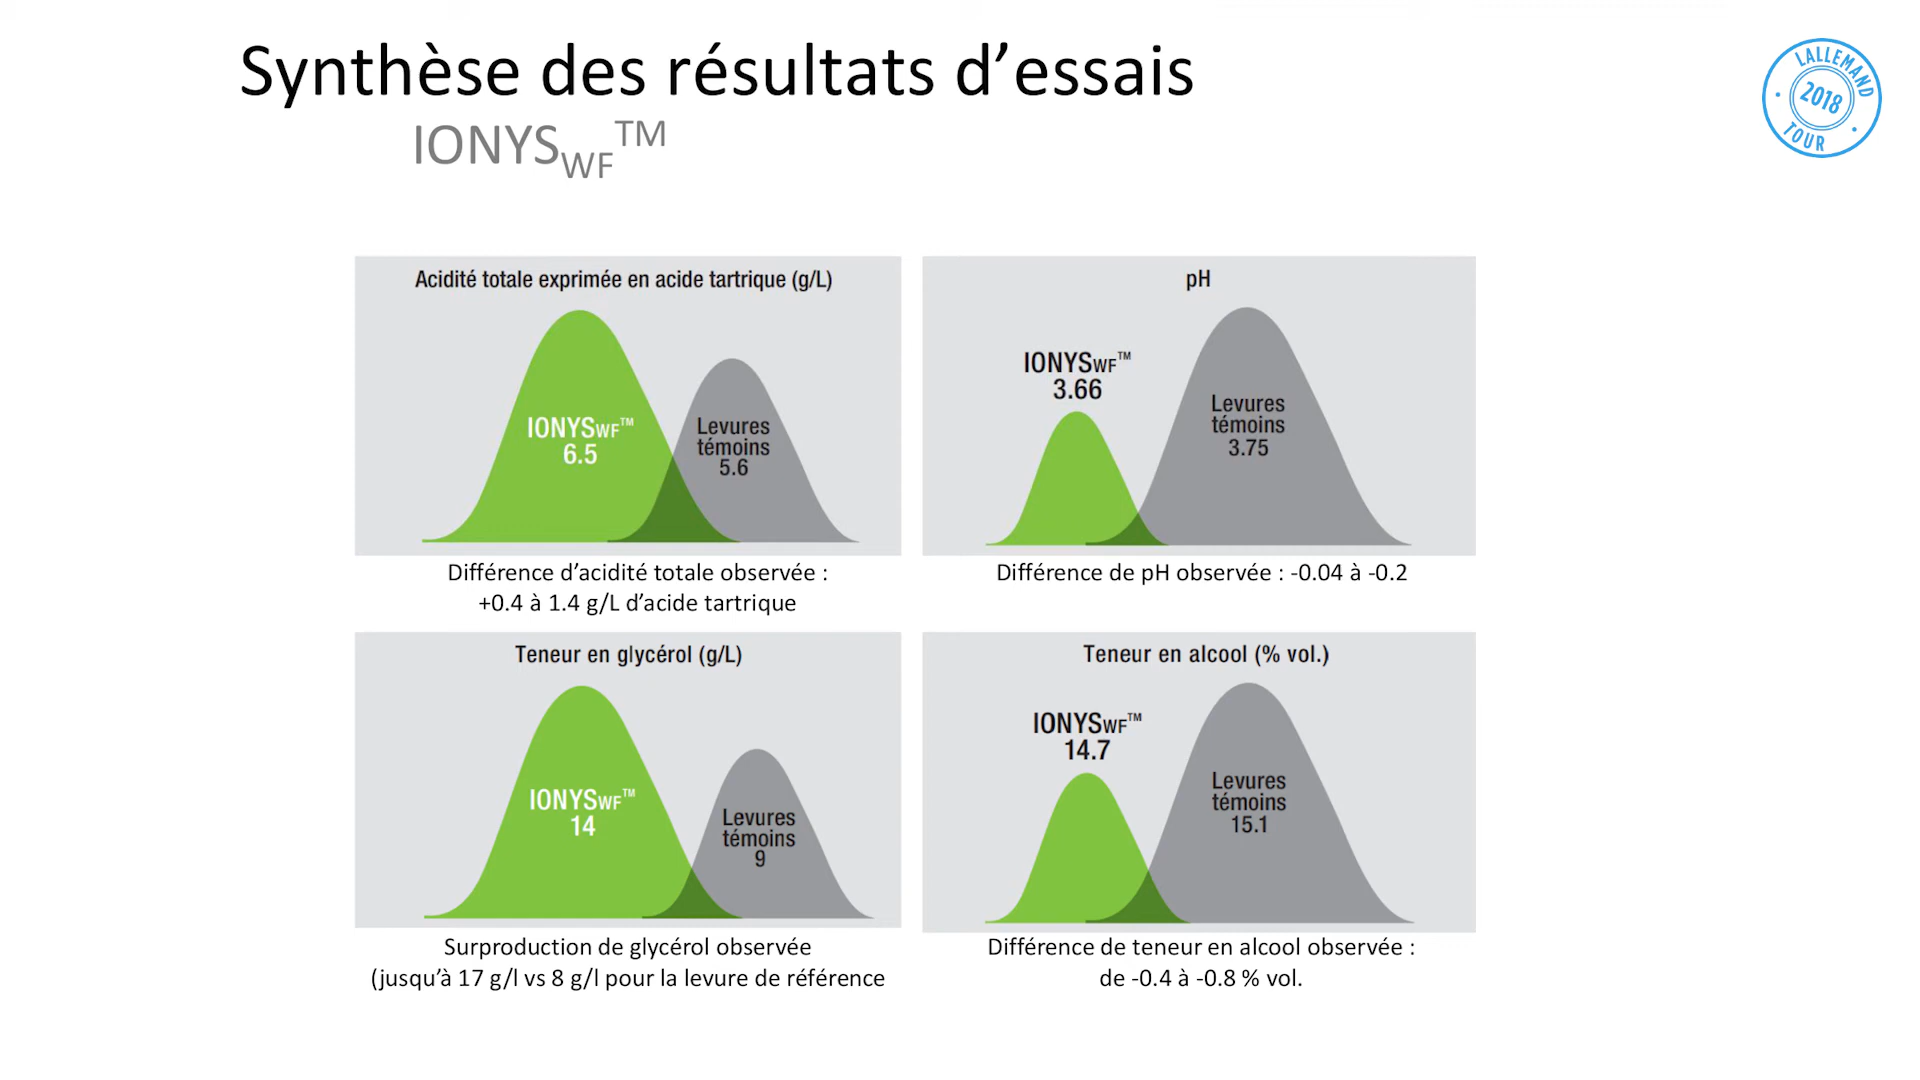 Synthèse des résultats d’essais
IONYSWF™
LALLEMAND
2018
TOUR
Acidité totale exprimée en acide tartrique (g/L)
IONYSWF™
6.5
Levures
témoins
5.6
Différence d’acidité totale observée :
+0.4 à 1.4 g/L d’acide tartrique
pH
IONYSWF™
3.66
Levures
témoins
3.75
Différence de pH observée : -0.04 à -0.2
Teneur en glycérol (g/L)
IONYSWF™
14
Levures
témoins
9
Surproduction de glycérol observée
(jusqu’à 17 g/l vs 8 g/l pour la levure de référence
Teneur en alcool (% vol.)
IONYSWF™
14.7
Levures
témoins
15.1
Différence de teneur en alcool observée :
de -0.4 à -0.8 % vol.